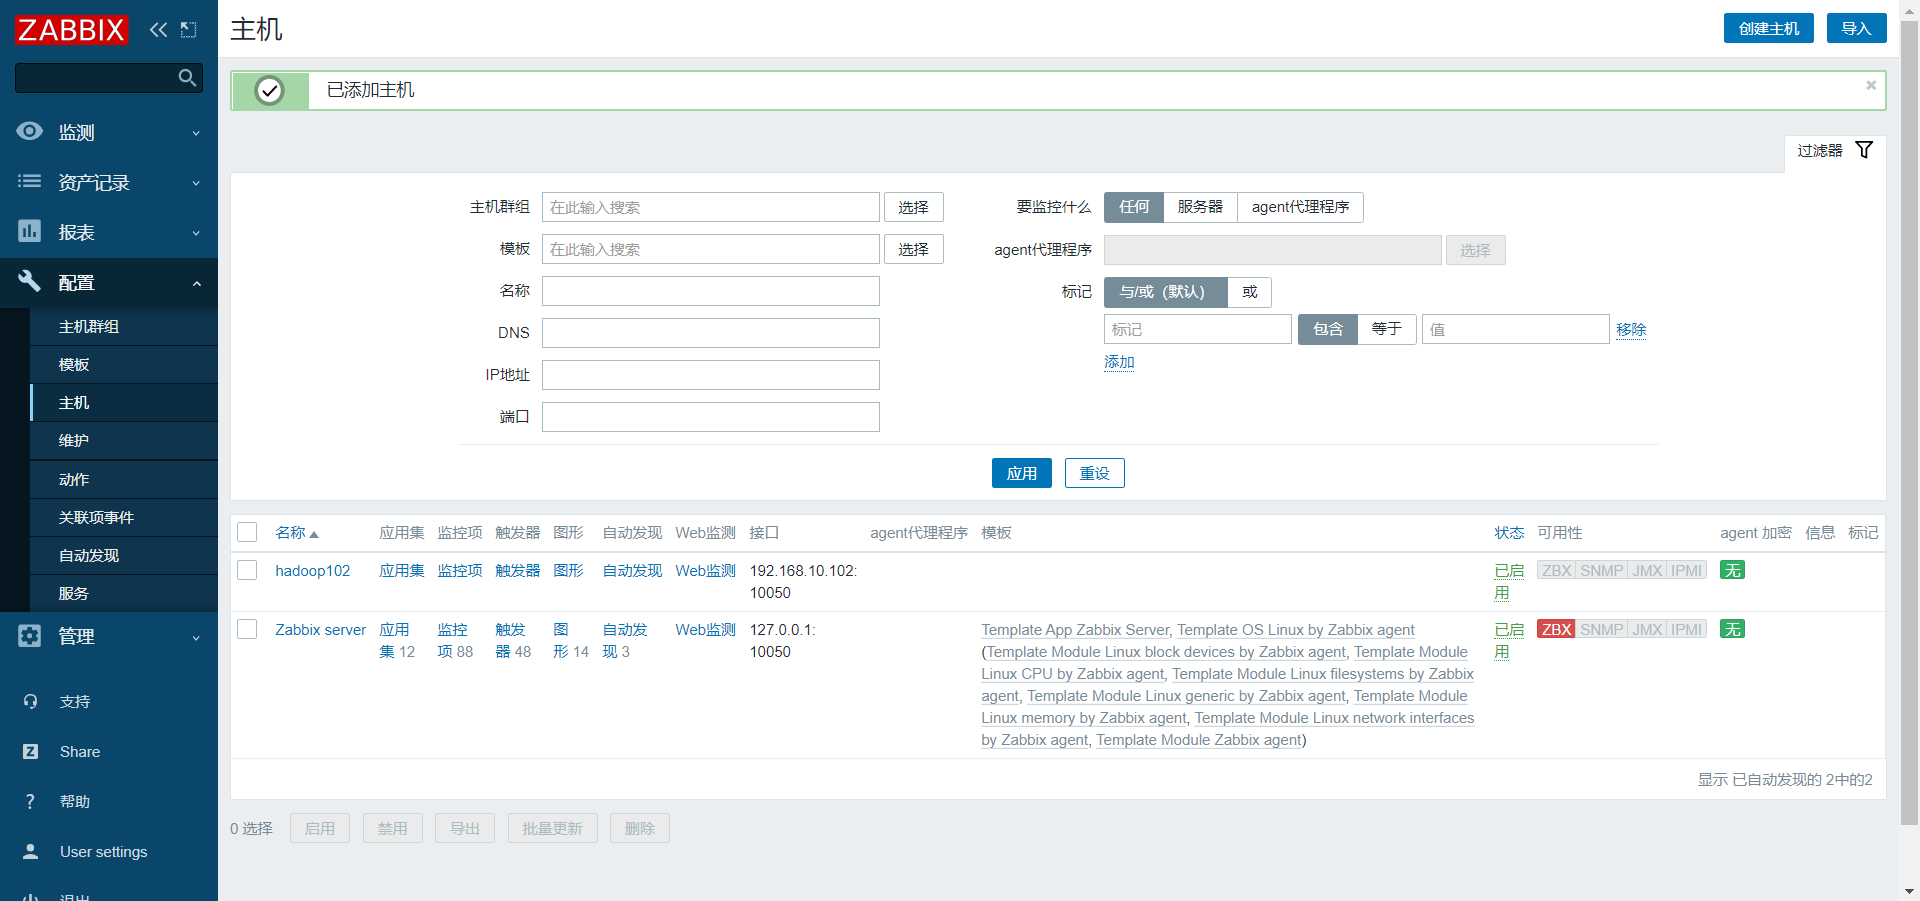 ZABBIX
监测
资产记录
报表
配置
主机群组
模板
主机
维护
动作
关联项事件
自动发现
服务
管理
支持
Share
帮助
User settings
主机
创建主机 导入
已添加主机
过滤器
主机群组 在此输入搜索 选择
模板 在此输入搜索 选择
名称
DNS
IP地址
端口
要监控什么 任何 服务器 agent代理程序
agent代理程序 选择
标记 与/或（默认） 或
标记 包含 等于 值 移除
添加
应用 重设
名称 应用集 监控项 触发器 图形 自动发现 Web监测 接口 agent代理程序 模板 状态 可用性 agent 加密 信息 标记
hadoop102 应用集 监控项 触发器 图形 自动发现 Web监测 192.168.10.102: 已启 ZBX SNMP JMX IPMI 无
10050 用
Zabbix server 应用 监控 触发 图 自动发 Web监测 127.0.0.1: Template App Zabbix Server, Template OS Linux by Zabbix agent 已启 ZBX SNMP JMX IPMI 无
集 12 项 88 器 48 形 14 现 3 10050 (Template Module Linux block devices by Zabbix agent, Template Module 用
Linux CPU by Zabbix agent, Template Module Linux filesystems by Zabbix
agent, Template Module Linux generic by Zabbix agent, Template Module
Linux memory by Zabbix agent, Template Module Linux network interfaces
by Zabbix agent, Template Module Zabbix agent)
显示 已自动发现的 2中的2
0 选择 启用 禁用 导出 批量更新 删除